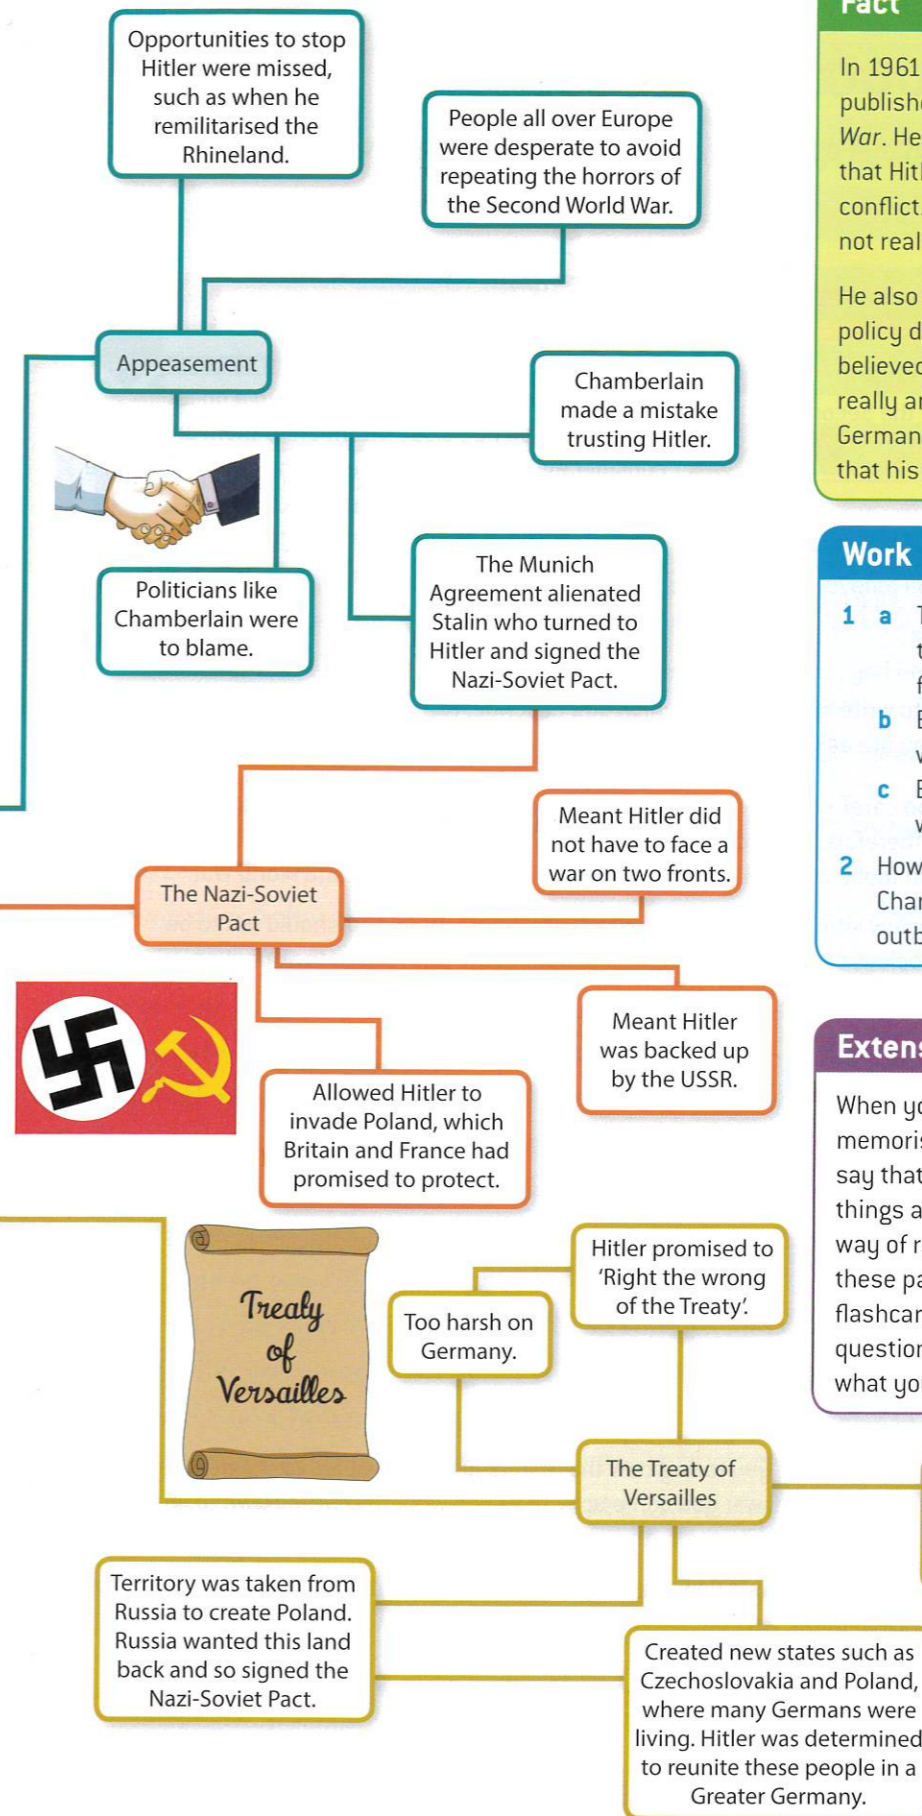 Opportunities to stop
Hitler were missed,
such as when he
remilitarised the
Rhineland.
People all over Europe
were desperate to avoid
repeating the horrors of
the Second World War.
Appeasement
Chamberlain
made a mistake
trusting Hitler.
Politicians like
Chamberlain were
to blame.
The Munich
Agreement alienated
Stalin who turned to
Hitler and signed the
Nazi-Soviet Pact.
Meant Hitler did
not have to face a
war on two fronts.
The Nazi-Soviet
Pact
Meant Hitler
was backed up
by the USSR.
Allowed Hitler to
invade Poland, which
Britain and France had
promised to protect.
Treaty
of
Versailles
Hitler promised to
'Right the wrong
of the Treaty'.
Too harsh on
Germany.
The Treaty of
Versailles
Territory was taken from
Russia to create Poland.
Russia wanted this land
back and so signed the
Nazi-Soviet Pact.
Created new states such as
Czechoslovakia and Poland,
where many Germans were
living. Hitler was determined
to reunite these people in a
Greater Germany.
Fact
In 1961
War. He
that Hit
conflict.
not real
He also
policy d
believed
really a
German
that his
Work
1 a T
t
f
b E
w
c E
w
2 How
Char
outb
Extens
When yo
memoris
say that
things a
way of r
these pa
flashcar
question
what yo